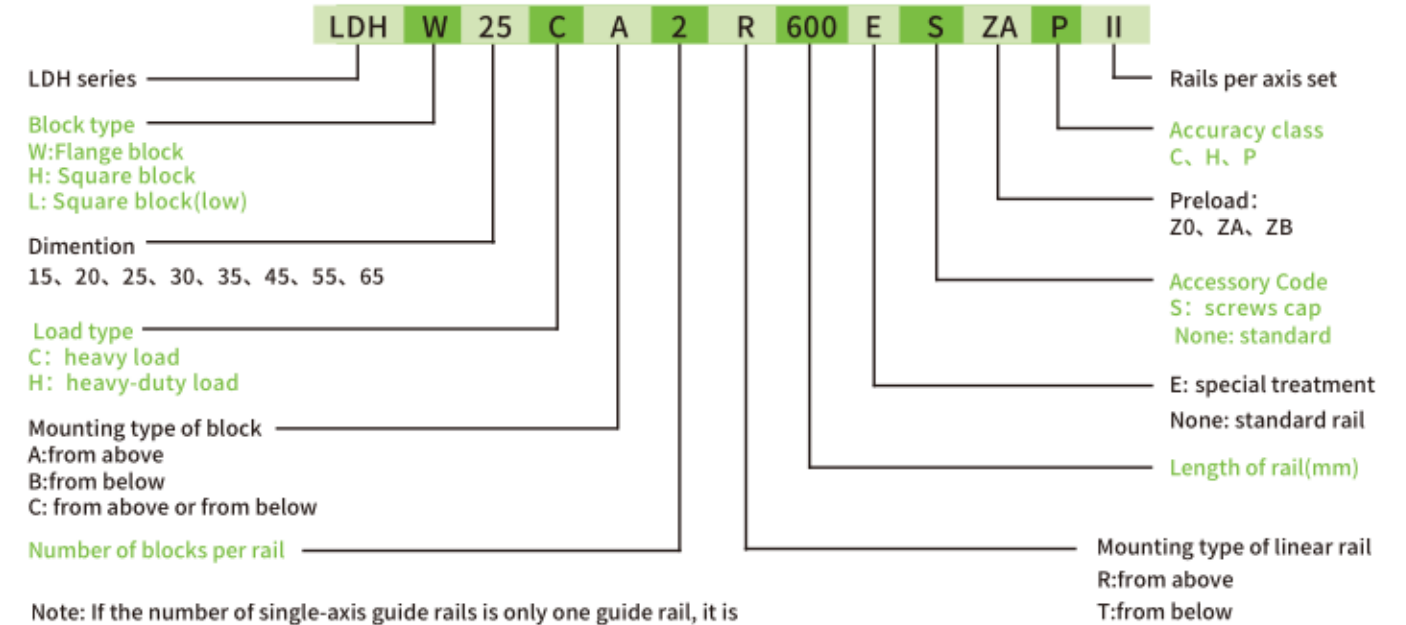 LDH W 25 C A 2 R 600 E S ZA P II
LDH series
Block type
W:Flange block
H: Square block
L: Square block(low)
Dimention
15、20、25、30、35、45、55、65
Load type
C：heavy load
H：heavy-duty load
Mounting type of block
A:from above
B:from below
C: from above or from below
Number of blocks per rail
Note: If the number of single-axis guide rails is only one guide rail, it is
Rails per axis set
Accuracy class
C、H、P
Preload：
Z0、ZA、ZB
Accessory Code
S：screws cap
None: standard
E: special treatment
None: standard rail
Length of rail(mm)
Mounting type of linear rail
R:from above
T:from below